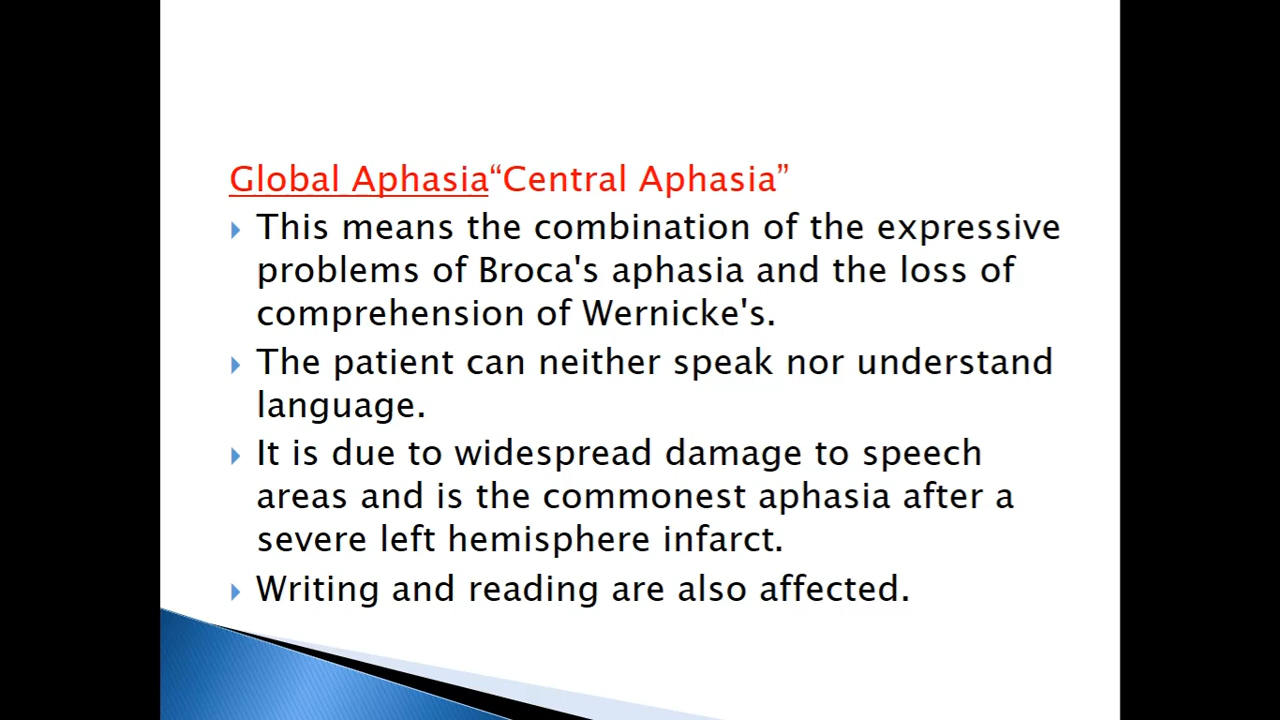 Global Aphasia“Central Aphasia”
This means the combination of the expressive
problems of Broca's aphasia and the loss of
comprehension of Wernicke's.
The patient can neither speak nor understand
language.
It is due to widespread damage to speech
areas and is the commonest aphasia after a
severe left hemisphere infarct.
Writing and reading are also affected.